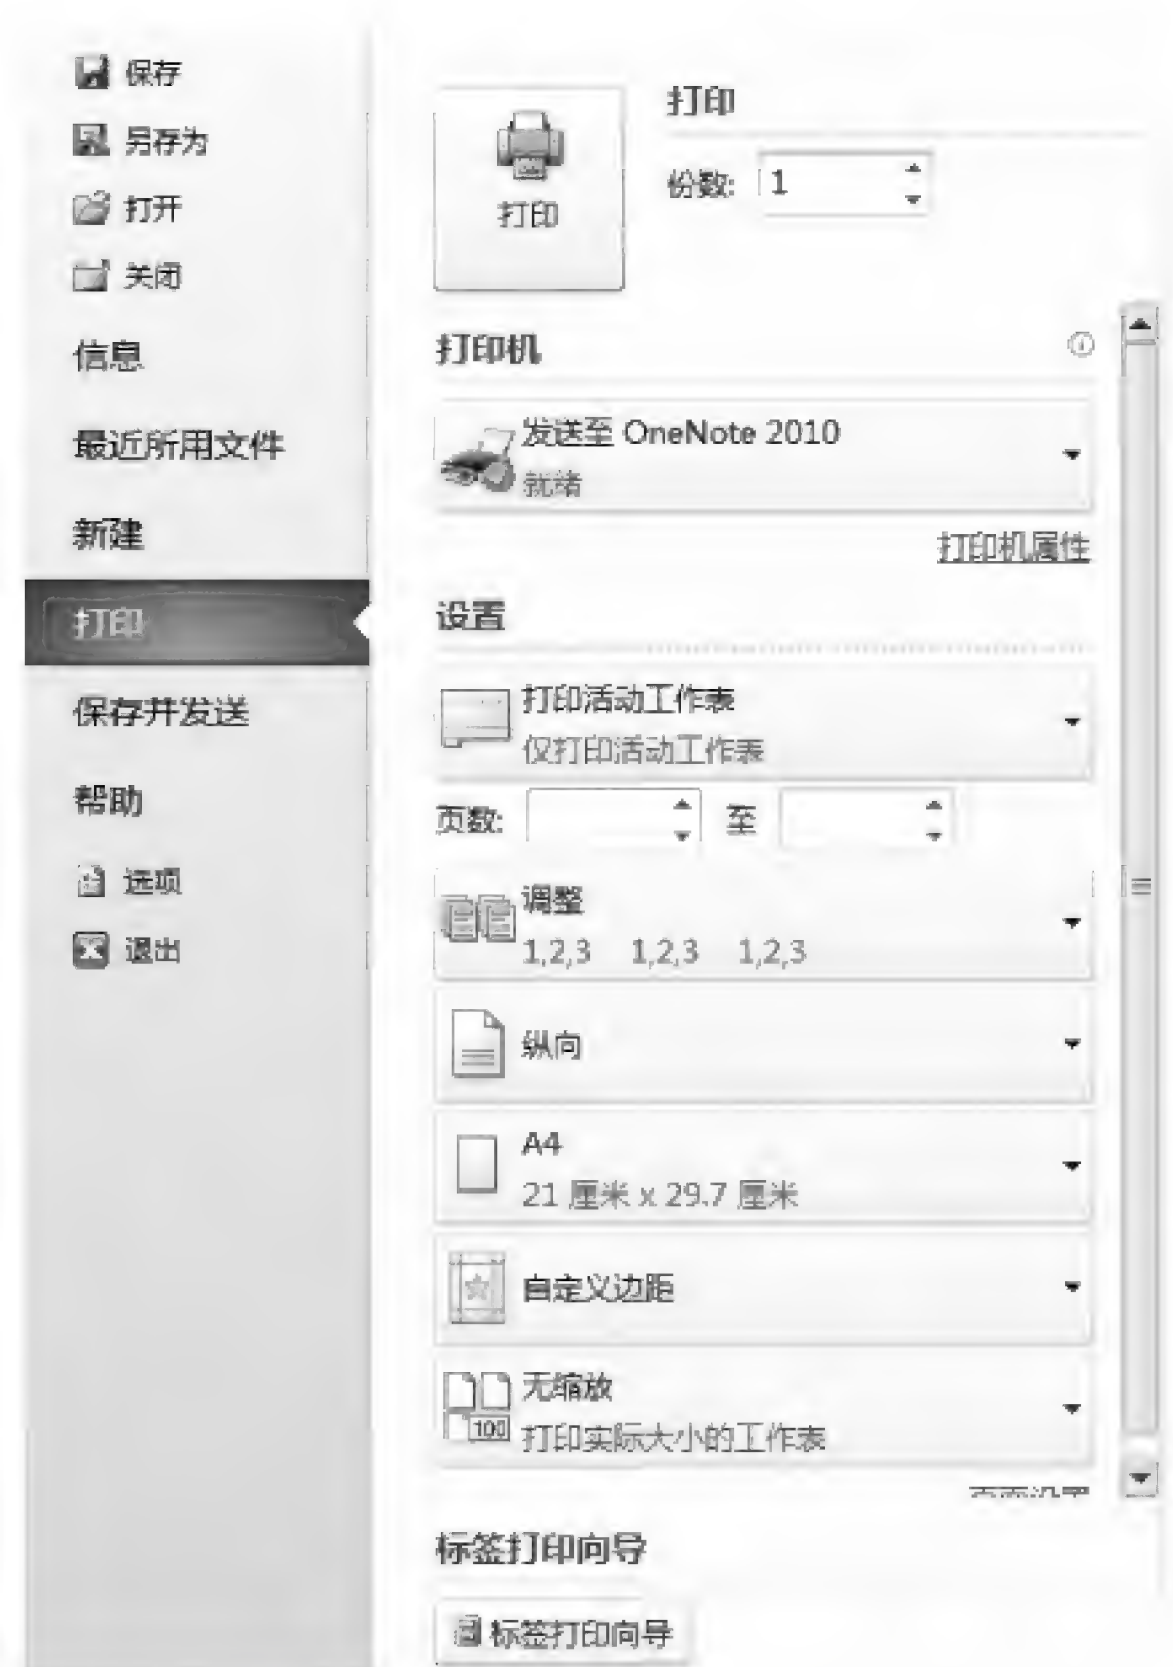 保存
另存为
打开
关闭
信息
最近所用文件
新建
打印
保存并发送
帮助
选项
退出
打印
打印
份数: 1
打印机
发送至 OneNote 2010
就绪
打印机属性
设置
打印活动工作表
仅打印活动工作表
页数: 至
调整
1,2,3 1,2,3 1,2,3
纵向
A4
21 厘米 x 29.7 厘米
自定义边距
无缩放
100
打印实际大小的工作表
页面设置
标签打印向导
标签打印向导